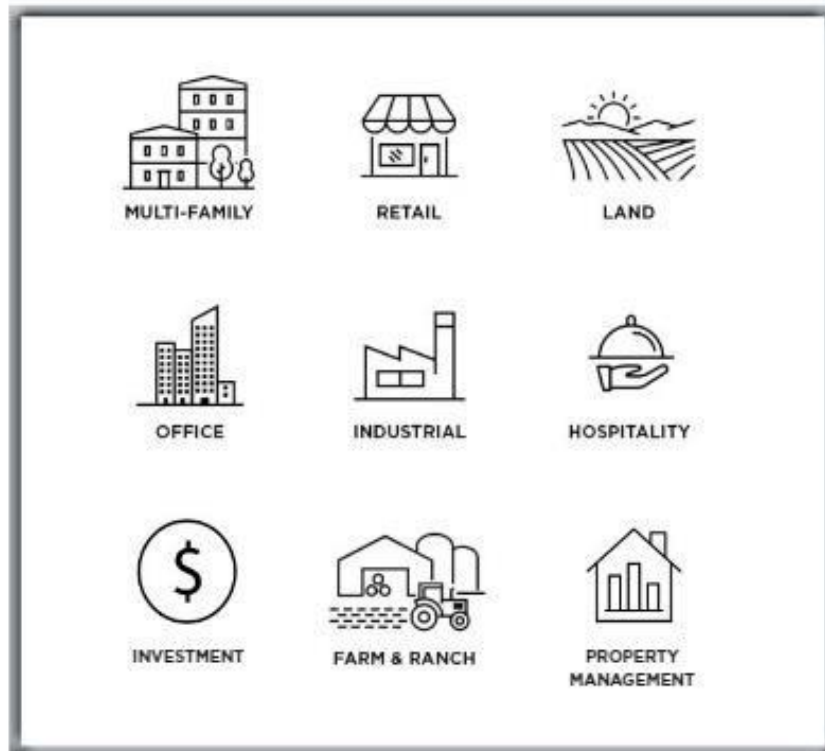 MULTI-FAMILY
RETAIL
LAND
OFFICE
INDUSTRIAL
HOSPITALITY
$
INVESTMENT
FARM & RANCH
PROPERTY
MANAGEMENT